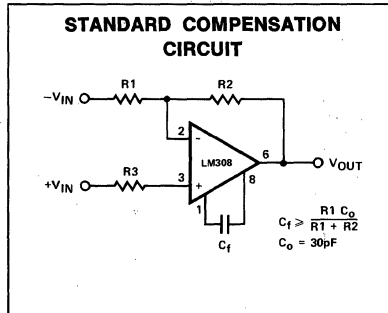 STANDARD COMPENSATION
CIRCUIT
R1 R2
–VIN
2 –
LM308 6 VOUT
R3
+VIN 3 + 8
1
Cf
Cf ⩾ R1 Co / R1 + R2
Co = 30pF